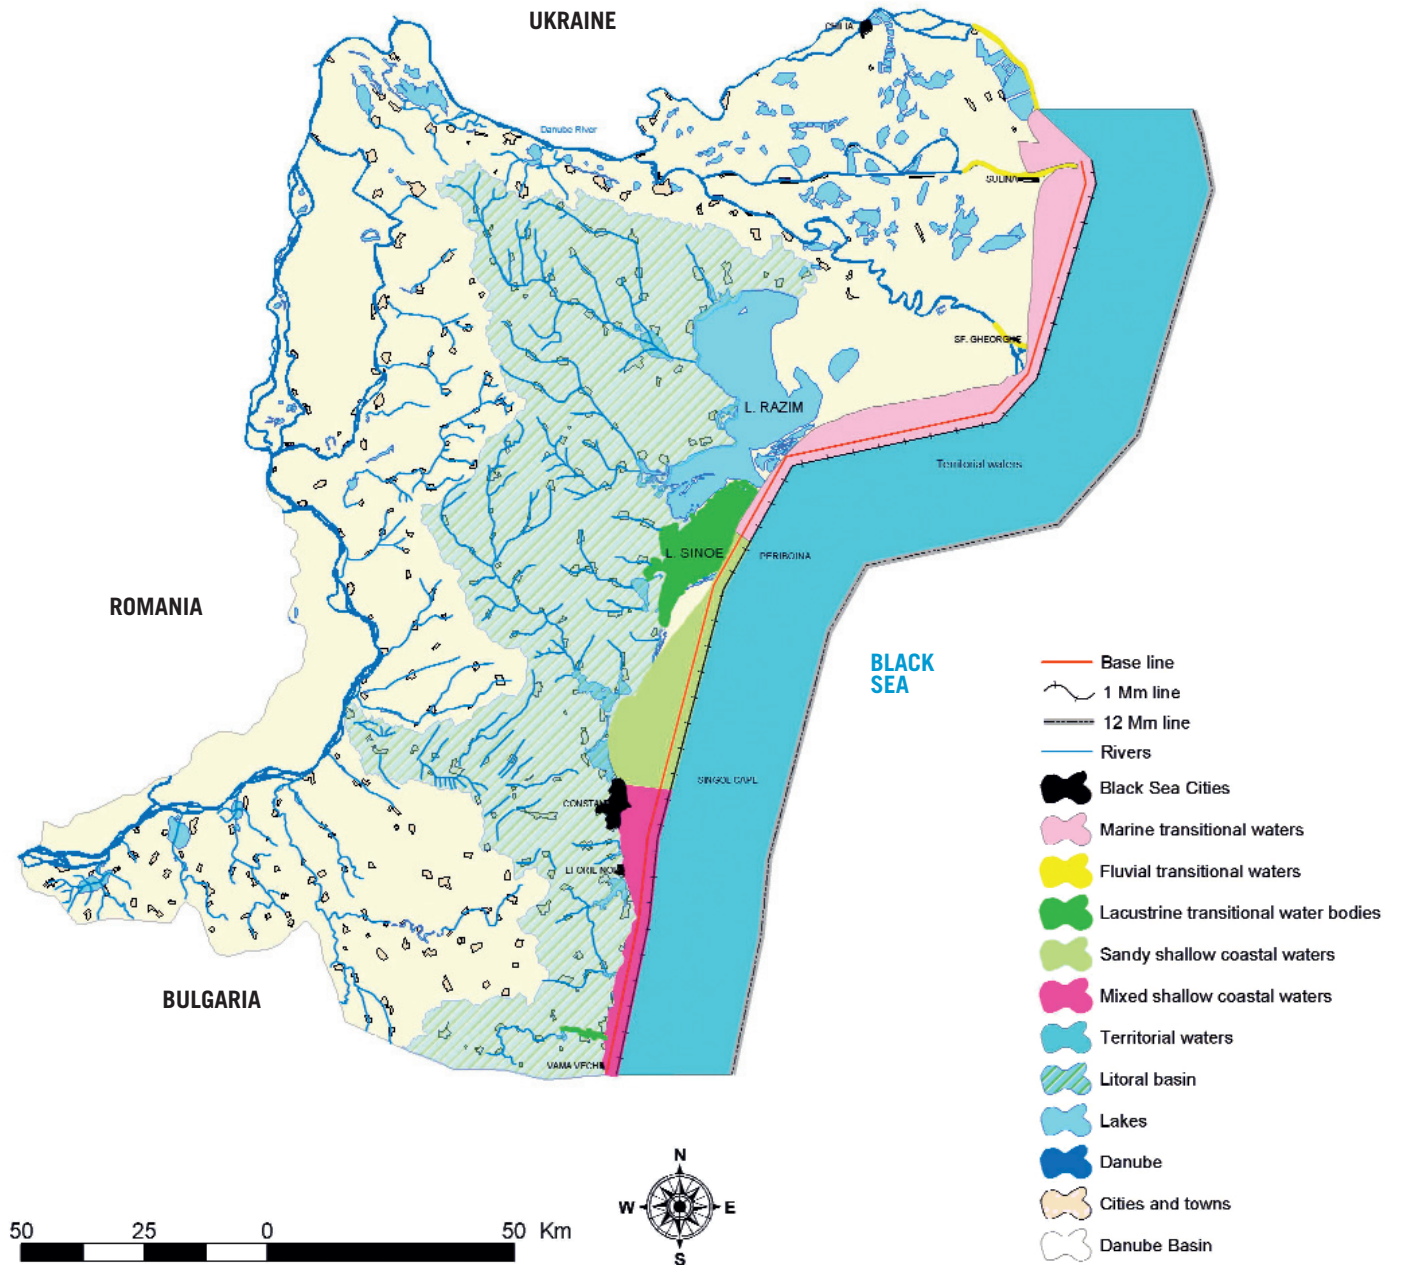 UKRAINE
CHILIA
Danube River
SULINA
SF. GHEORGHE
L. RAZIM
Territorial waters
L. SINOE
PERIBOINA
ROMANIA
BLACK
SEA
SINGOL CAPE
CONSTAN
BULGARIA
VAMA VECHE
Base line
1 Mm line
12 Mm line
Rivers
Black Sea Cities
Marine transitional waters
Fluvial transitional waters
Lacustrine transitional water bodies
Sandy shallow coastal waters
Mixed shallow coastal waters
Territorial waters
Litoral basin
Lakes
Danube
Cities and towns
Danube Basin
N
W
E
S
50 25 0 50 Km